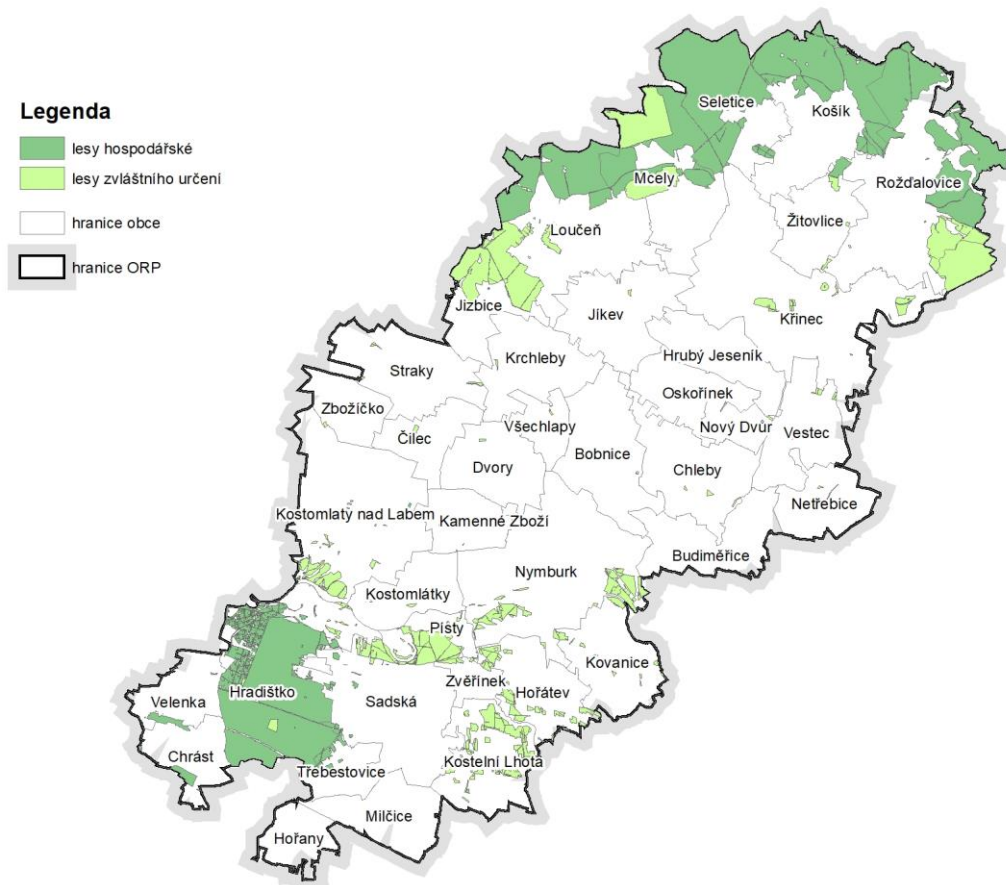 Legenda
lesy hospodářské
lesy zvláštního určení
hranice obce
hranice ORP
Seletice
Košík
Mcely
Rožďalovice
Žitovlice
Loučeň
Jizbice
Jíkev
Křinec
Hrubý Jeseník
Krchleby
Straky
Oskořínek
Zbožíčko
Všechlapy
Nový Dvůr
Čilec
Vestec
Bobnice
Dvory
Chleby
Netřebice
Kostomlaty nad Labem
Kamenné Zboží
Budiměřice
Nymburk
Kostomlátky
Písty
Kovanice
Zvěřínek
Hradištko
Hořátev
Velenka
Sadská
Chrást
Kostelní Lhota
Třebestovice
Milčice
Hořany